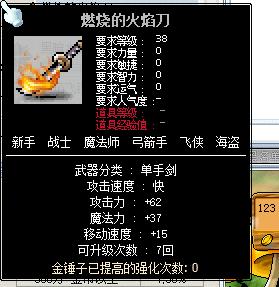 燃烧的火焰刀
要求等级 : 38
要求力量 : 0
要求敏捷 : 0
要求智力 : 0
要求运气 : 0
要求人气度 : -
道具等级 : -
道具经验值 : -
新手 战士 魔法师 弓箭手 飞侠 海盗
武器分类 : 单手剑
攻击速度 : 快
攻击力 : +62
魔法力 : +37
移动速度 : +15
可升级次数 : 7回
金锤子已提高的强化次数: 0
123